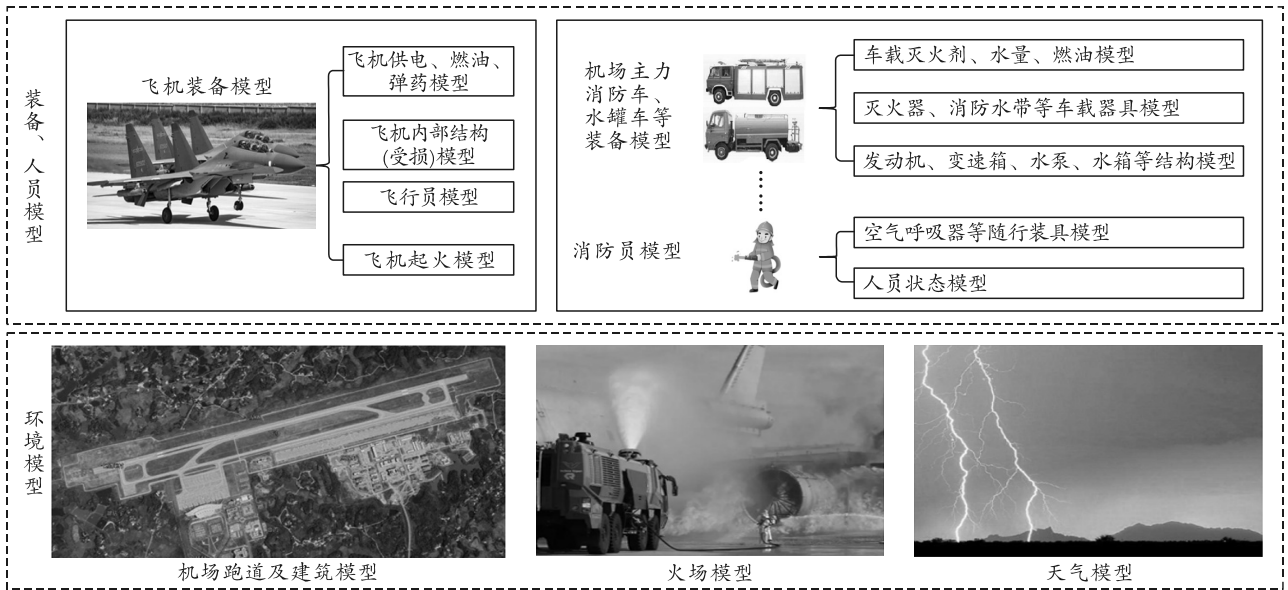 装备、人员模型
飞机装备模型
飞机供电、燃油、
弹药模型
飞机内部结构
(受损)模型
飞行员模型
飞机起火模型
机场主力
消防车、
水罐车等
装备模型
车载灭火剂、水量、燃油模型
灭火器、消防水带等车载器具模型
发动机、变速箱、水泵、水箱等结构模型
消防员模型
空气呼吸器等随行装具模型
人员状态模型
环境模型
机场跑道及建筑模型
火场模型
天气模型